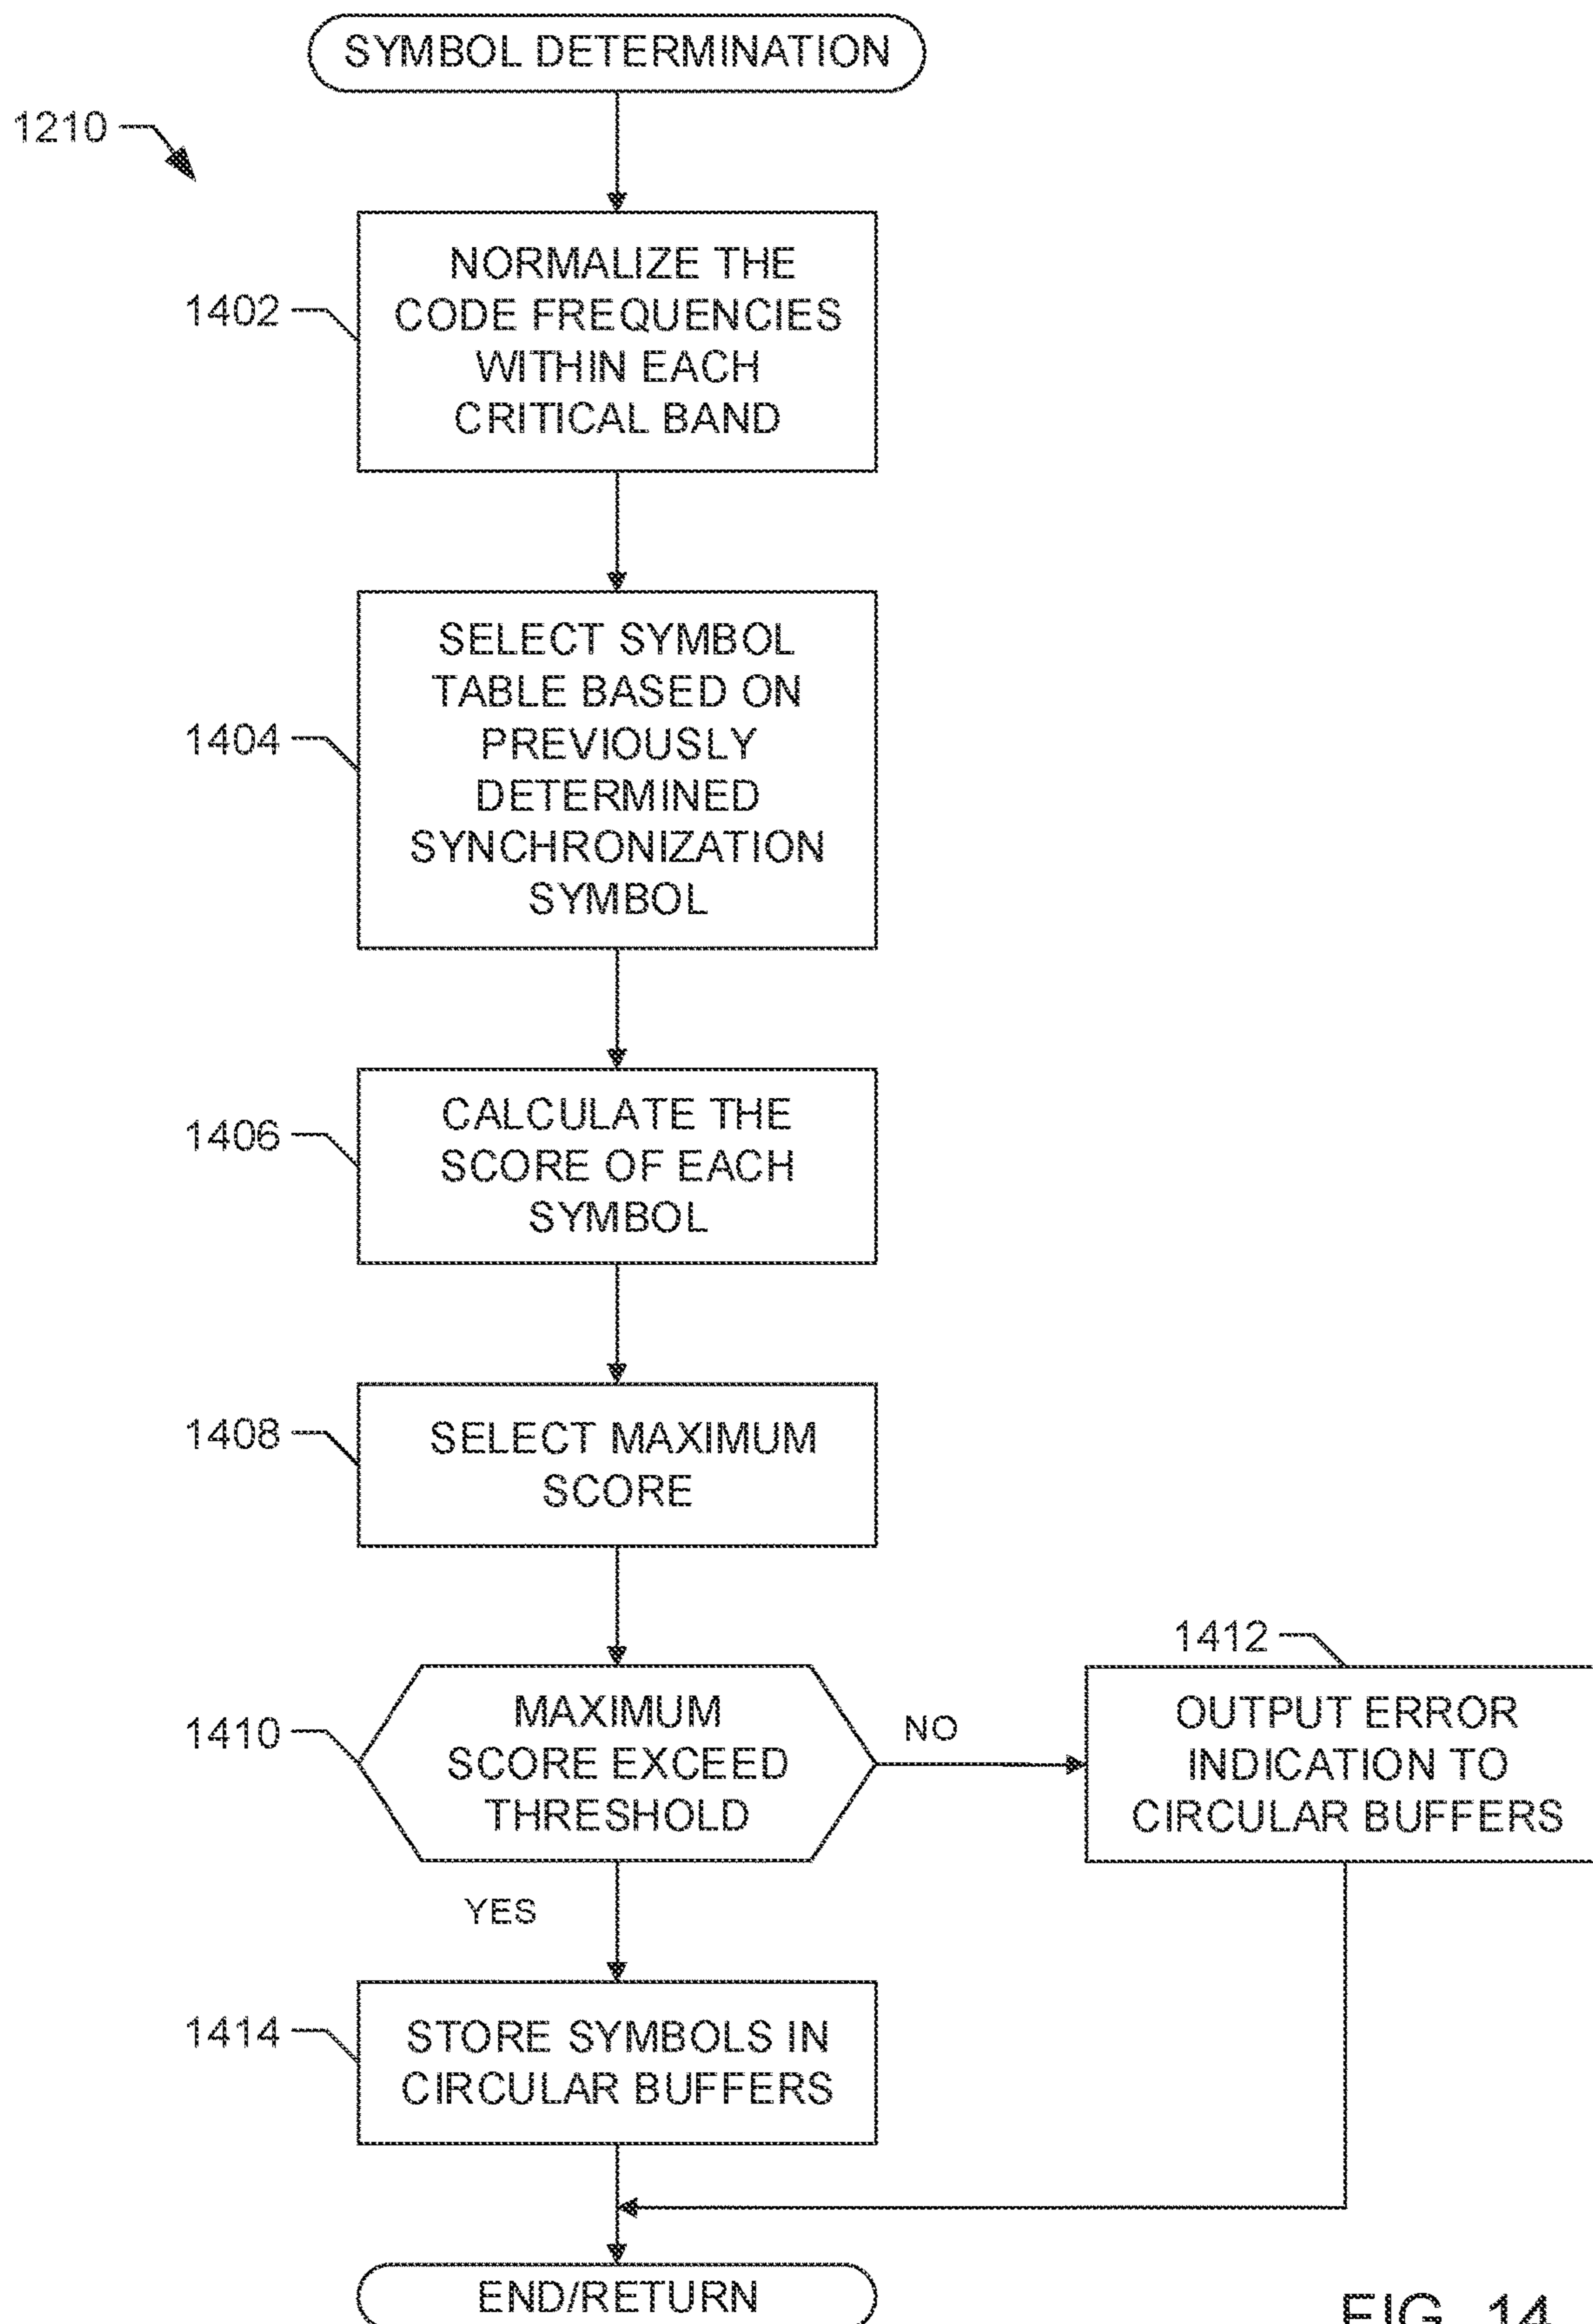 SYMBOL DETERMINATION
1210
NORMALIZE THE
CODE FREQUENCIES
WITHIN EACH
CRITICAL BAND
1402
SELECT SYMBOL
TABLE BASED ON
PREVIOUSLY
DETERMINED
SYNCHRONIZATION
SYMBOL
1404
CALCULATE THE
SCORE OF EACH
SYMBOL
1406
SELECT MAXIMUM
SCORE
1408
MAXIMUM
SCORE EXCEED
THRESHOLD
1410
NO
1412
OUTPUT ERROR
INDICATION TO
CIRCULAR BUFFERS
YES
STORE SYMBOLS IN
CIRCULAR BUFFERS
1414
END/RETURN
FIG. 14